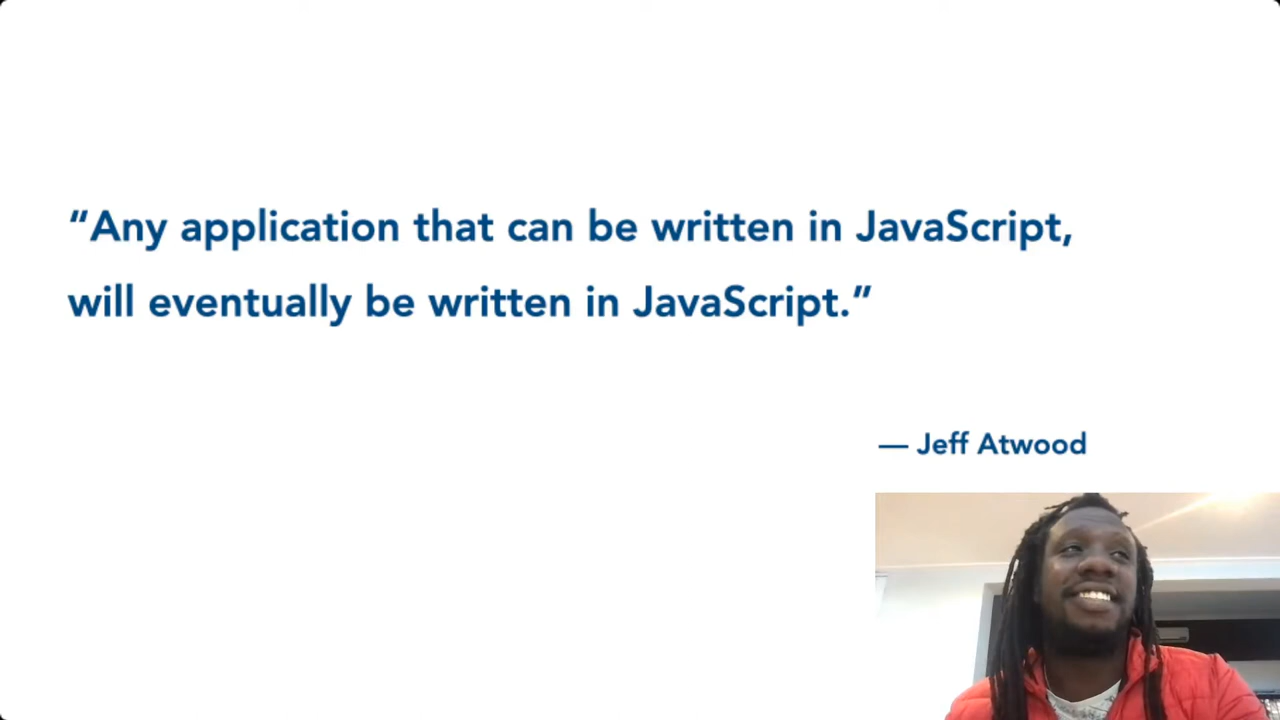 “Any application that can be written in JavaScript,
will eventually be written in JavaScript.”
— Jeff Atwood